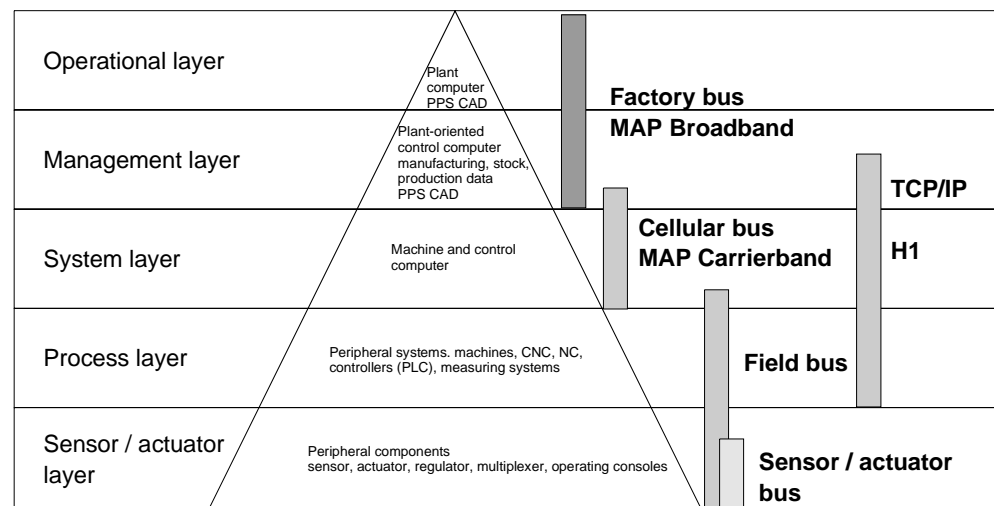 Operational layer
Plant
computer
PPS CAD
Factory bus
MAP Broadband
Management layer
Plant-oriented
control computer
manufacturing, stock,
production data
PPS CAD
TCP/IP
System layer
Machine and control
computer
Cellular bus
MAP Carrierband
H1
Process layer
Peripheral systems. machines, CNC, NC,
controllers (PLC), measuring systems
Field bus
Sensor / actuator
layer
Peripheral components
sensor, actuator, regulator, multiplexer, operating consoles
Sensor / actuator
bus